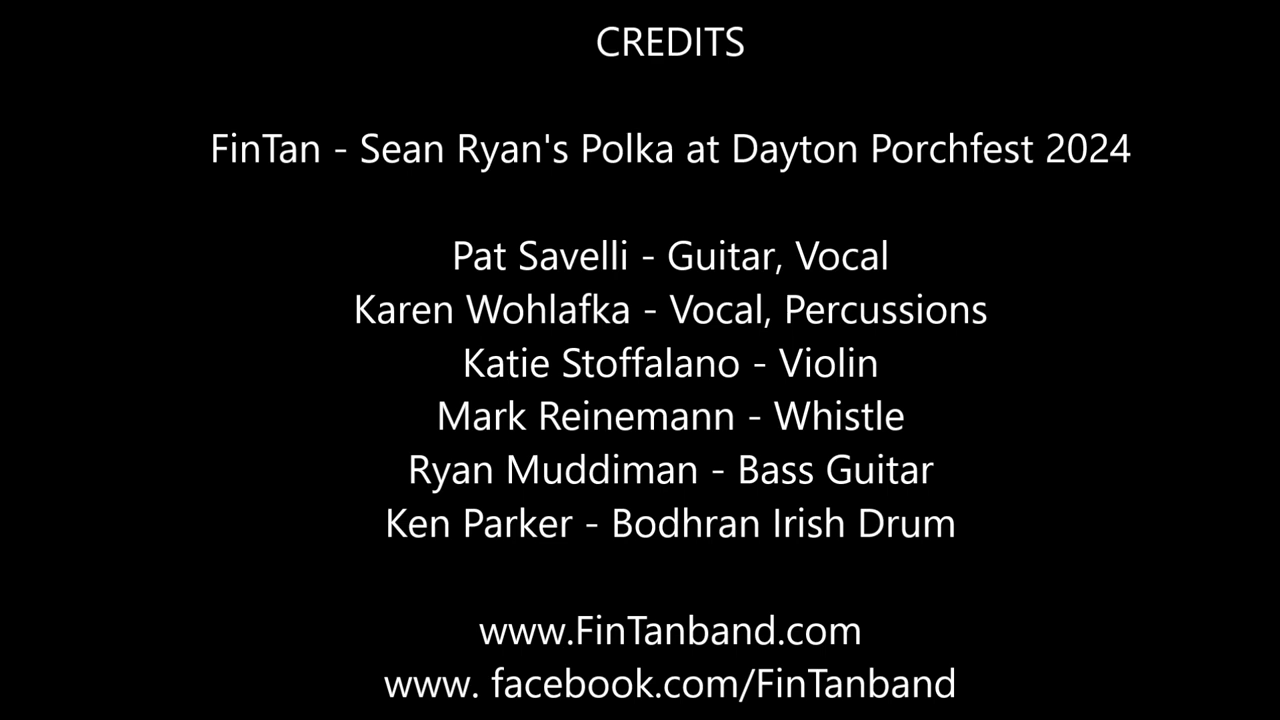 CREDITS
FinTan - Sean Ryan's Polka at Dayton Porchfest 2024
Pat Savelli - Guitar, Vocal
Karen Wohlafka - Vocal, Percussions
Katie Stoffalano - Violin
Mark Reinemann - Whistle
Ryan Muddiman - Bass Guitar
Ken Parker - Bodhran Irish Drum
www.FinTanband.com
www. facebook.com/FinTanband